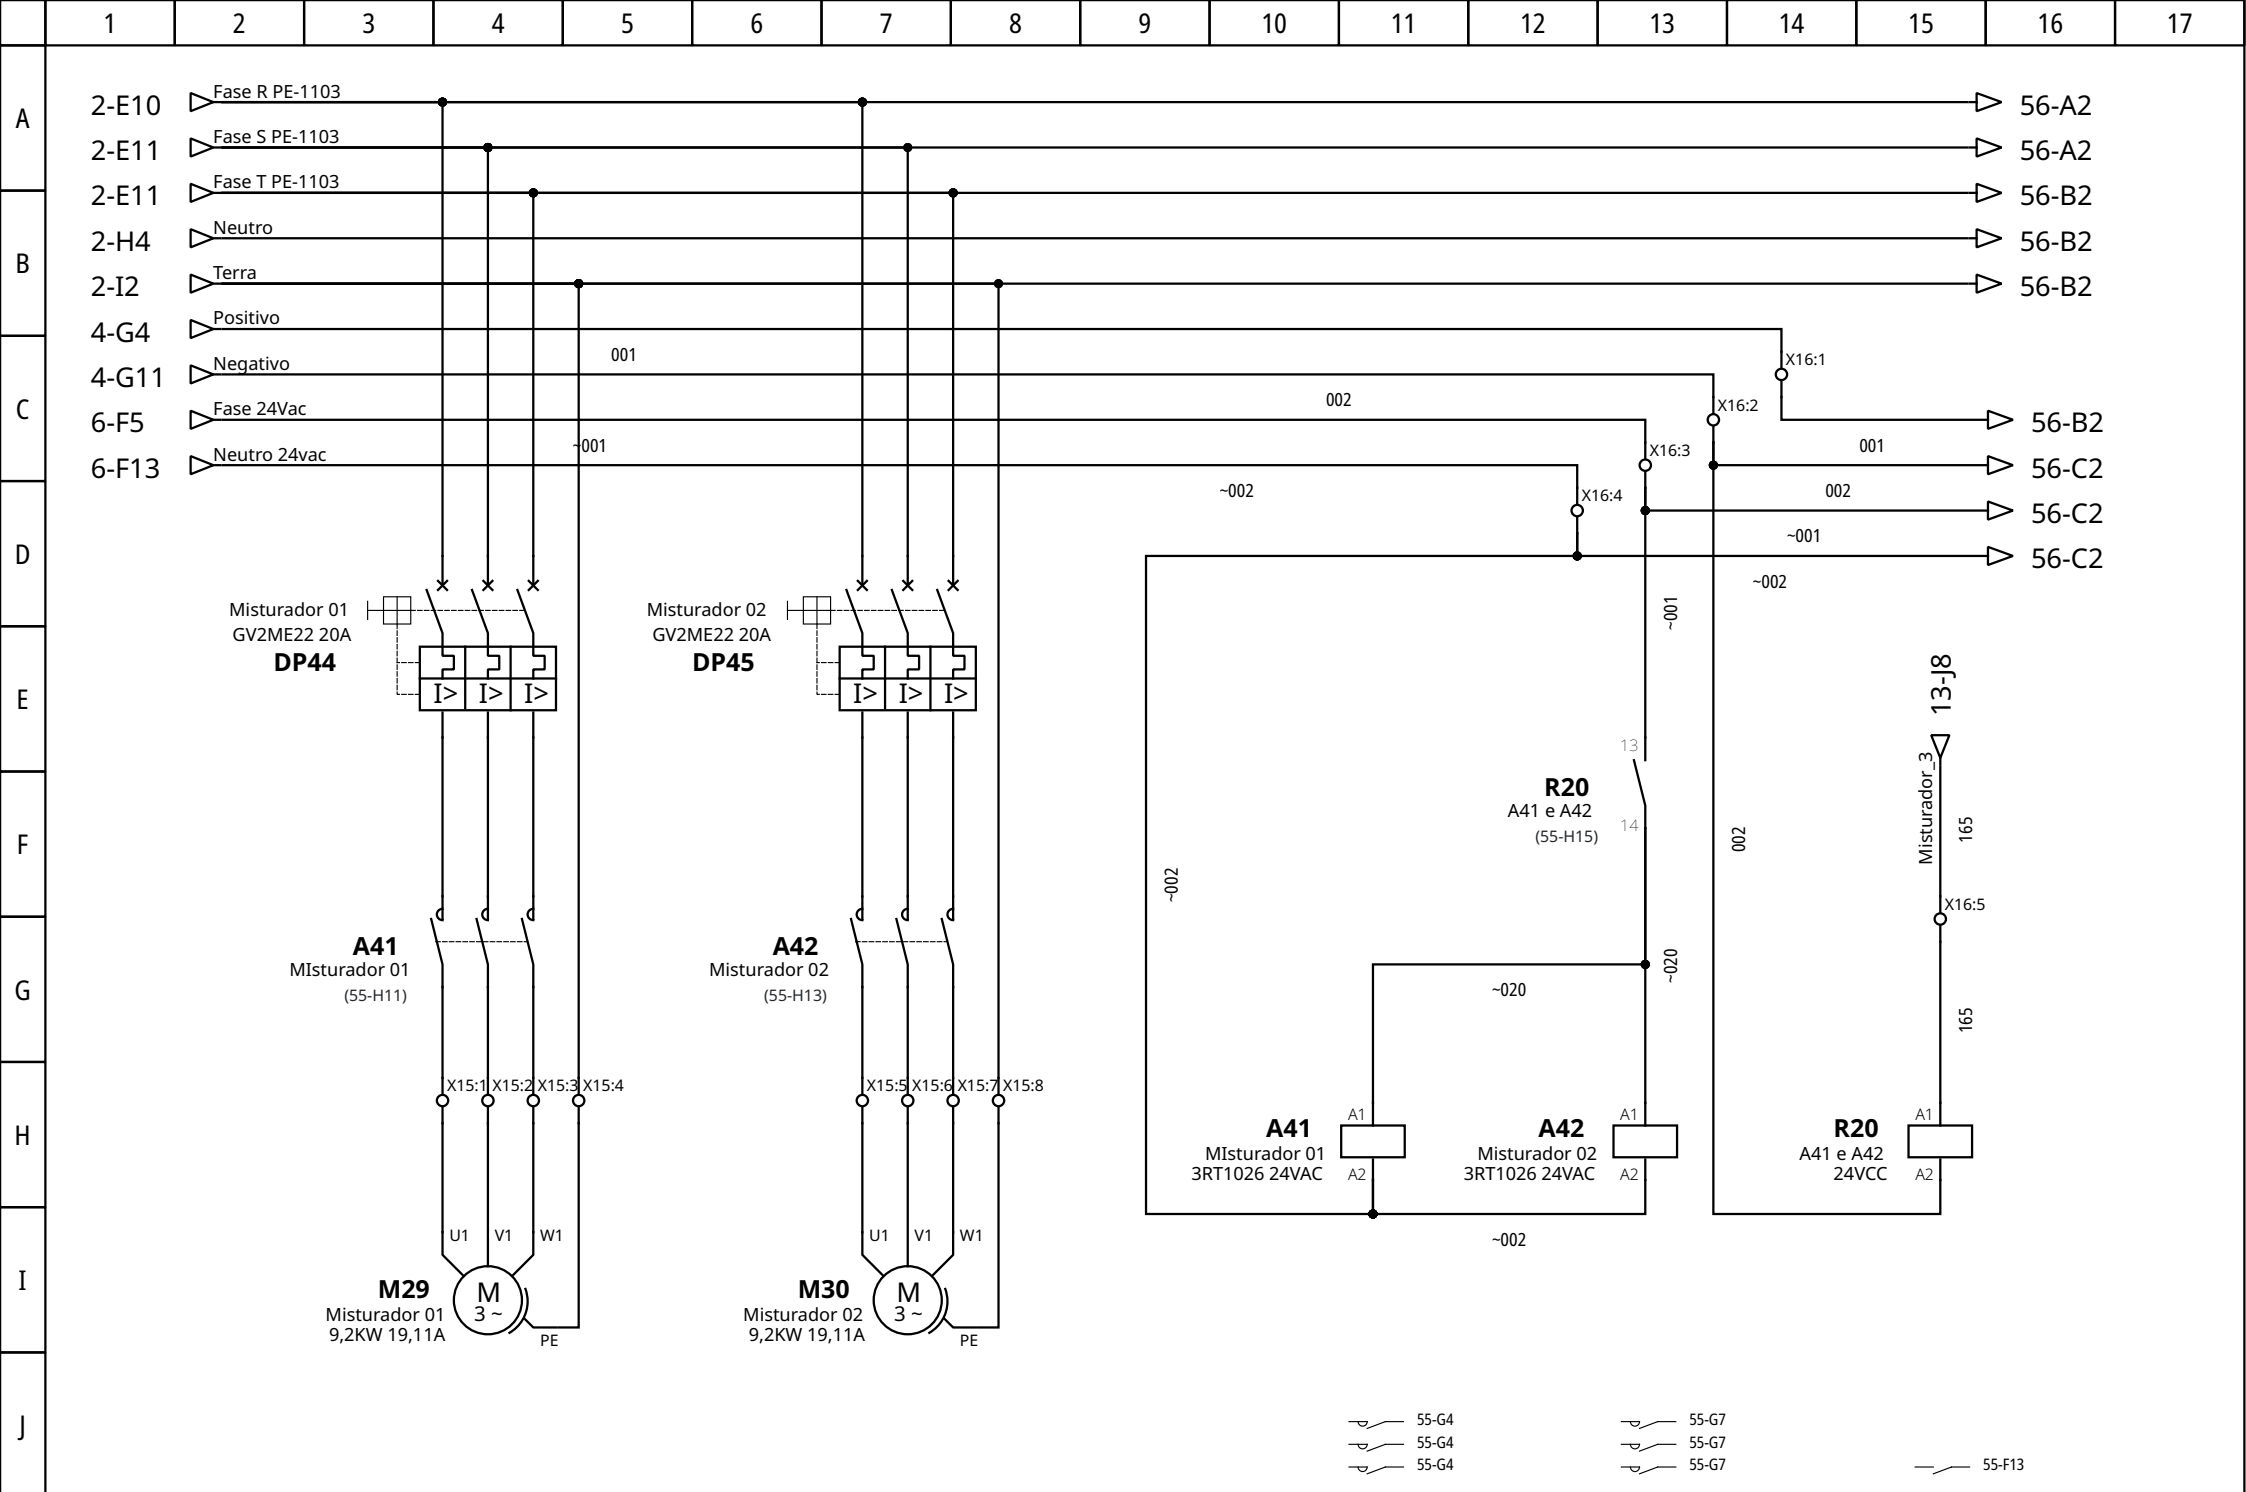 1 2 3 4 5 6 7 8 9 10 11 12 13 14 15 16 17
A
B
C
D
E
F
G
H
I
J
2-E10 Fase R PE-1103 56-A2
2-E11 Fase S PE-1103 56-A2
2-E11 Fase T PE-1103 56-B2
2-H4 Neutro 56-B2
2-I2 Terra 56-B2
4-G4 Positivo
001 X16:1
4-G11 Negativo
002 X16:2
6-F5 Fase 24Vac 56-B2
~001 X16:3 001
6-F13 Neutro 24vac 56-C2
~002 X16:4 002
56-C2
~001
56-C2
~002
Misturador 01
GV2ME22 20A
DP44
I> I> I>
Misturador 02
GV2ME22 20A
DP45
I> I> I>
~001
13-J8
Misturador_3
165
13
R20
A41 e A42
14
(55-H15)
002
~002
X16:5
A41
MIsturador 01
(55-H11)
A42
Misturador 02
(55-H13)
~020
~020
165
X15:1 X15:2 X15:3 X15:4
X15:5 X15:6 X15:7 X15:8
A1
A41
MIsturador 01
3RT1026 24VAC
A2
A1
A42
Misturador 02
3RT1026 24VAC
A2
A1
R20
A41 e A42
24VCC
A2
~002
U1 V1 W1
M29
Misturador 01
9,2KW 19,11A
M
3 ~
PE
U1 V1 W1
M30
Misturador 02
9,2KW 19,11A
M
3 ~
PE
55-G4
55-G4
55-G4
55-G7
55-G7
55-G7
55-F13